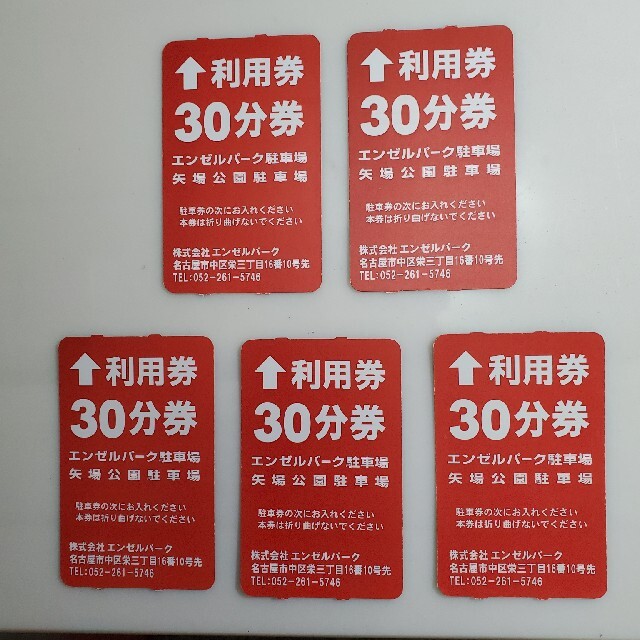 ↑利用券
30分券
エンゼルパーク駐車場
矢場公園駐車場
駐車券の次にお入れください
本券は折り曲げないでください
株式会社 エンゼルパーク
名古屋市中区栄三丁目16番10号先
TEL:052-261-5746
↑利用券
30分券
エンゼルパーク駐車場
矢場公園駐車場
駐車券の次にお入れください
本券は折り曲げないでください
株式会社 エンゼルパーク
名古屋市中区栄三丁目16番10号先
TEL:052-261-5746
↑利用券
30分券
エンゼルパーク駐車場
矢場公園駐車場
駐車券の次にお入れください
本券は折り曲げないでください
株式会社 エンゼルパーク
名古屋市中区栄三丁目16番10号先
TEL:052-261-5746
↑利用券
30分券
エンゼルパーク駐車場
矢場公園駐車場
駐車券の次にお入れください
本券は折り曲げないでください
株式会社 エンゼルパーク
名古屋市中区栄三丁目16番10号先
TEL:052-261-5746
↑利用券
30分券
エンゼルパーク駐車場
矢場公園駐車場
駐車券の次にお入れください
本券は折り曲げないでください
株式会社 エンゼルパーク
名古屋市中区栄三丁目16番10号先
TEL:052-261-5746